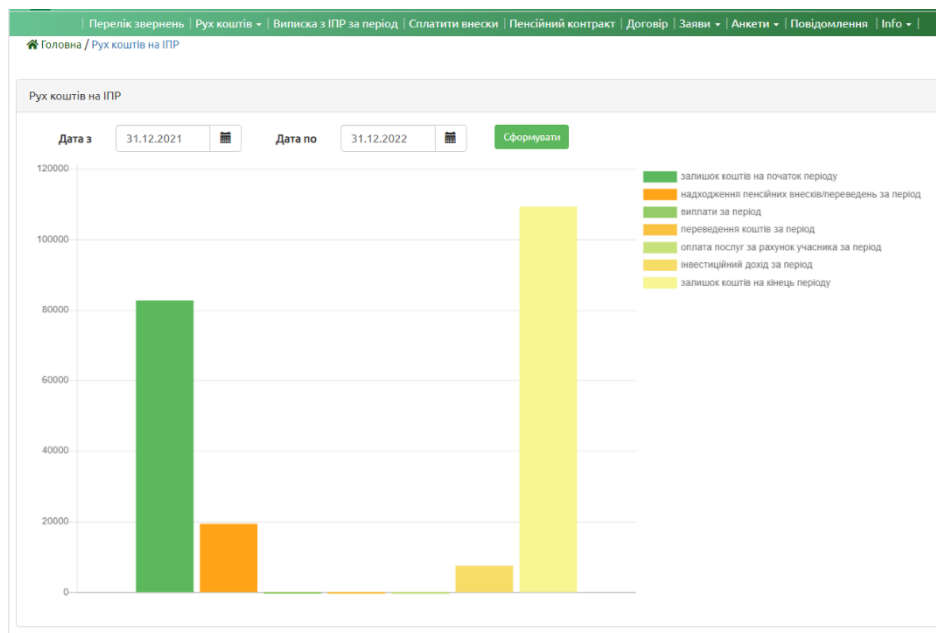 | Перелік звернень | Рух коштів | Виписка з ІПР за період | Сплатити внески | Пенсійний контракт | Договір | Заяви | Анкети | Повідомлення | Info |
Головна / Рух коштів на ІПР
Рух коштів на ІПР
Дата з 31.12.2021 Дата по 31.12.2022 Сформувати
120000
100000
80000
60000
40000
20000
0
залишок коштів на початок періоду
надходження пенсійних внесків/переведень за період
виплати за період
переведення коштів за період
оплата послуг за рахунок учасника за період
інвестиційний дохід за період
залишок коштів на кінець періоду